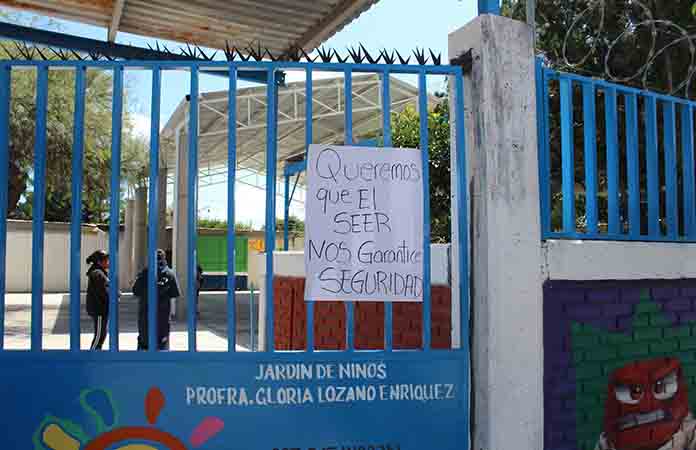 Queremos
que El
SEER
NOS Garantice
SEGURIDAD
JARDIN DE NIÑOS
PROFRA. GLORIA LOZANO ENRIQUEZ